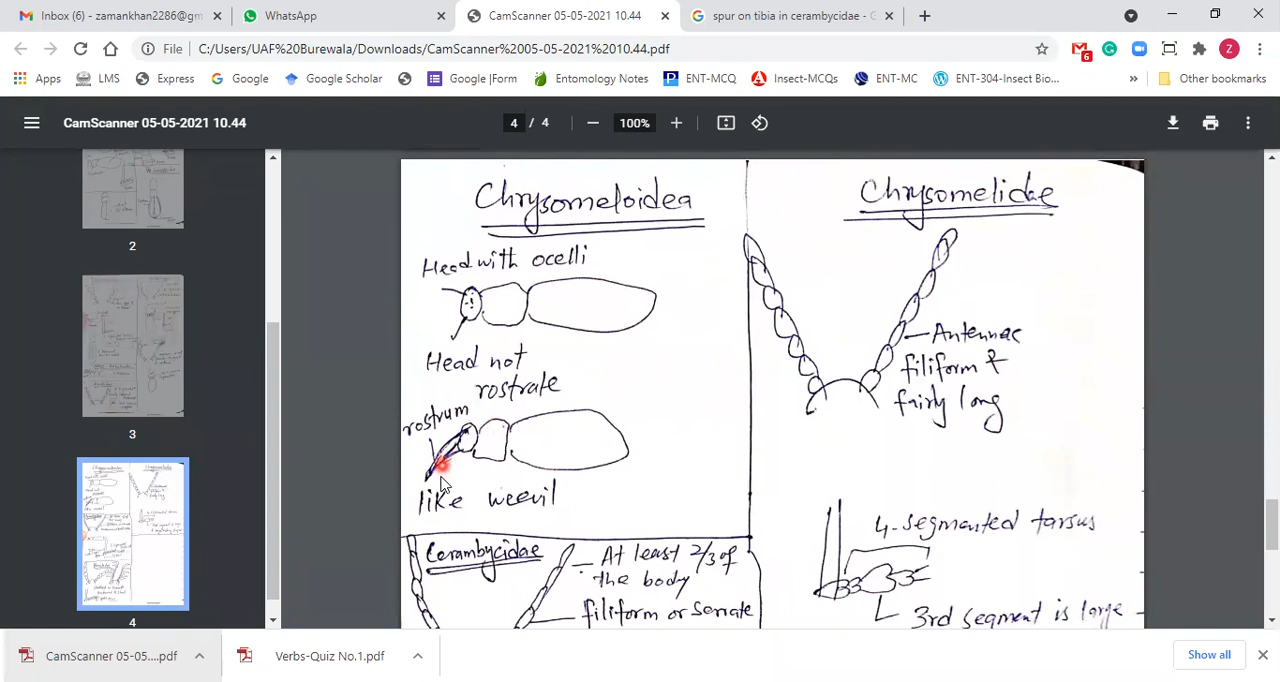 Inbox (6) - zamankhan2286@gm
WhatsApp
CamScanner 05-05-2021 10.44
spur on tibia in cerambycidae - G
File
C:/Users/UAF%20Burewala/Downloads/CamScanner%2005-05-2021%2010.44.pdf
6
Z
Apps
LMS
Express
Google
Google Scholar
Google |Form
Entomology Notes
ENT-MCQ
Insect-MCQs
ENT-MC
ENT-304-Insect Bio...
»
Other bookmarks
CamScanner 05-05-2021 10.44
4 / 4
100%
2
3
4
Chrysomeloidea
Head with ocelli
Head not
rostrate
rostrum
like weevil
Cerambycidae
At least 2/3 of
the body
filiform or serrate
Chrysomelidae
Antennae
filiform &
fairly long
4-segmented tarsus
3rd segment is large
CamScanner 05-05....pdf
Verbs-Quiz No.1.pdf
Show all